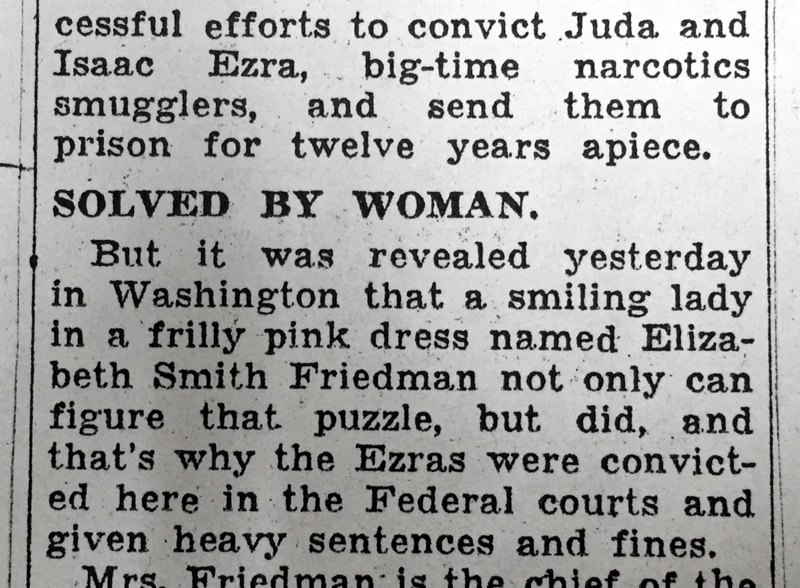 cessful efforts to convict Juda and
Isaac Ezra, big-time narcotics
smugglers, and send them to
prison for twelve years apiece.
SOLVED BY WOMAN.
But it was revealed yesterday
in Washington that a smiling lady
in a frilly pink dress named Eliza-
beth Smith Friedman not only can
figure that puzzle, but did, and
that's why the Ezras were convict-
ed here in the Federal courts and
given heavy sentences and fines.
Mrs. Friedman is the chief of the